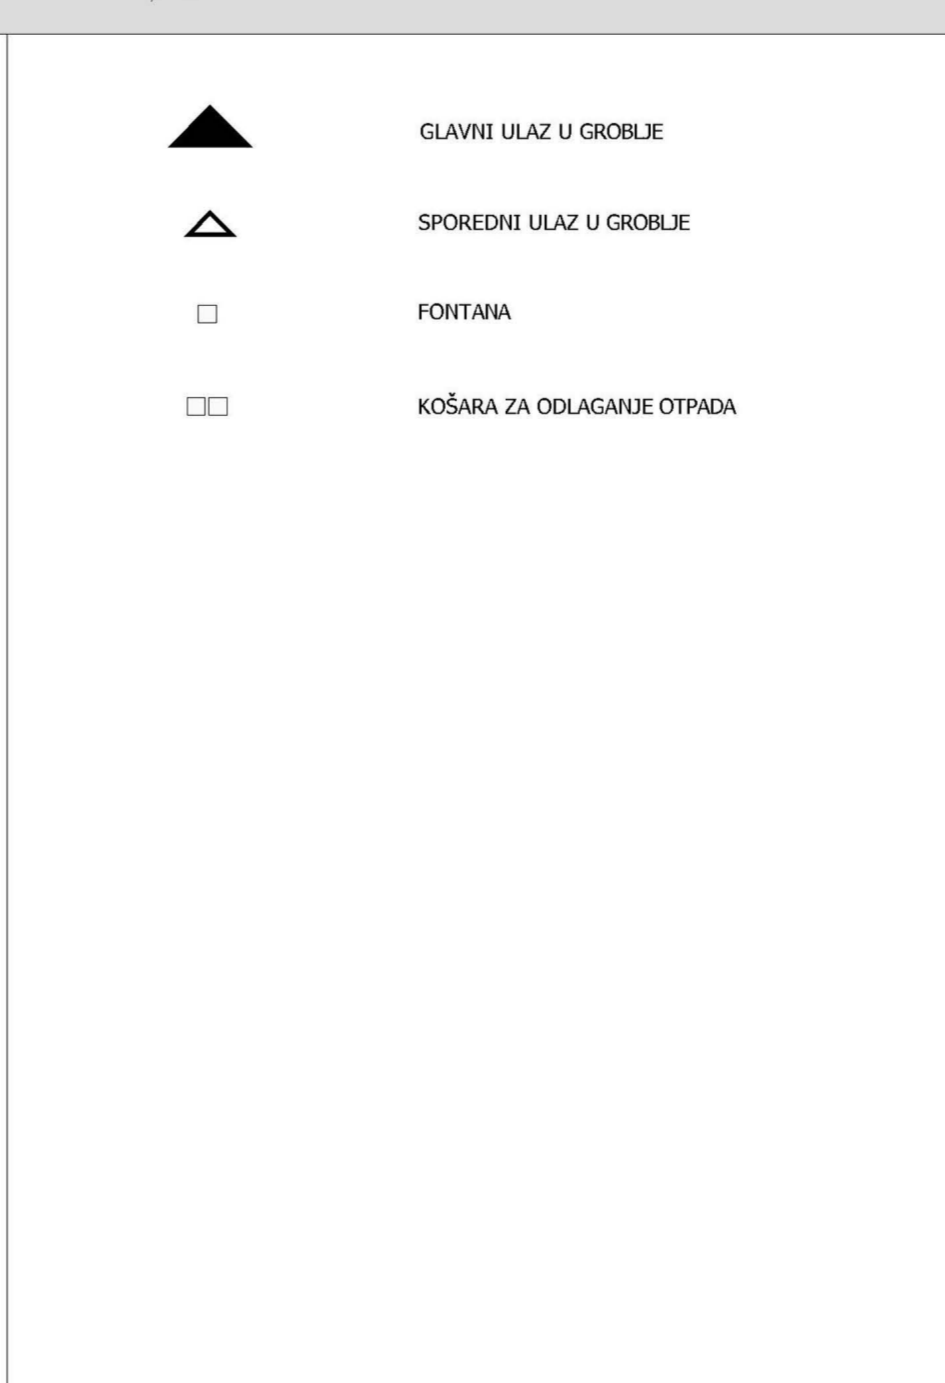 GLAVNI ULAZ U GROBLJE
SPOREDNI ULAZ U GROBLJE
FONTANA
KOŠARA ZA ODLAGANJE OTPADA